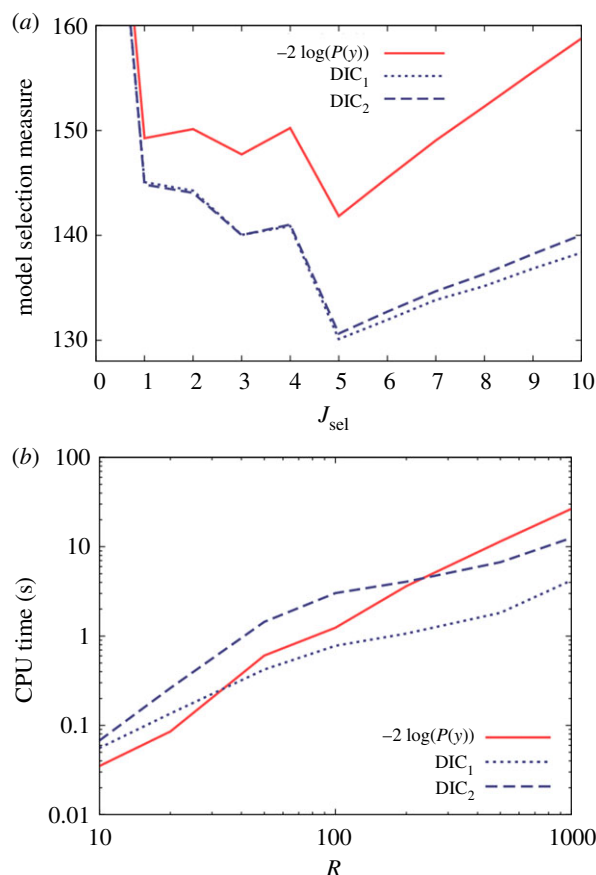 (a)
160
150
140
130
model selection measure
–2 log(P(y))
DIC1
DIC2
0 1 2 3 4 5 6 7 8 9 10
Jsel
(b)
100
10
1
0.1
0.01
CPU time (s)
–2 log(P(y))
DIC1
DIC2
10 100 1000
R